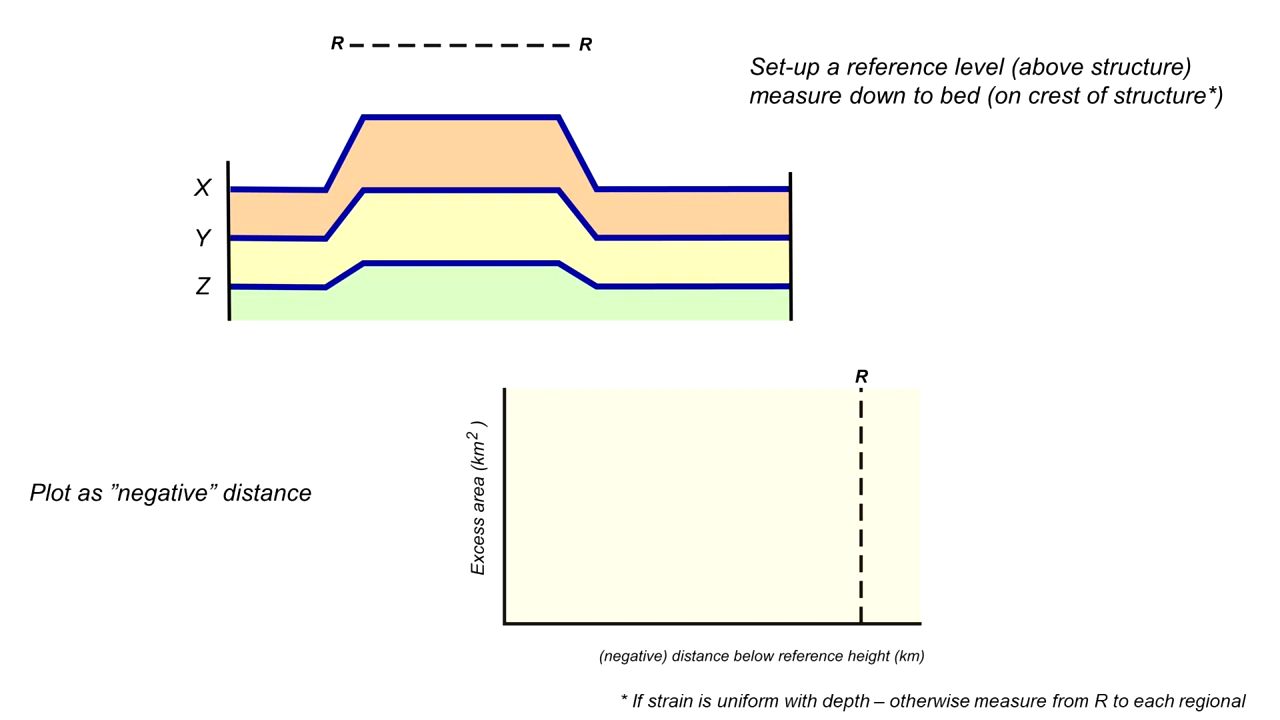 R R
Set-up a reference level (above structure)
measure down to bed (on crest of structure*)
X
Y
Z
R
Excess area (km2 )
Plot as ”negative” distance
(negative) distance below reference height (km)
* If strain is uniform with depth – otherwise measure from R to each regional